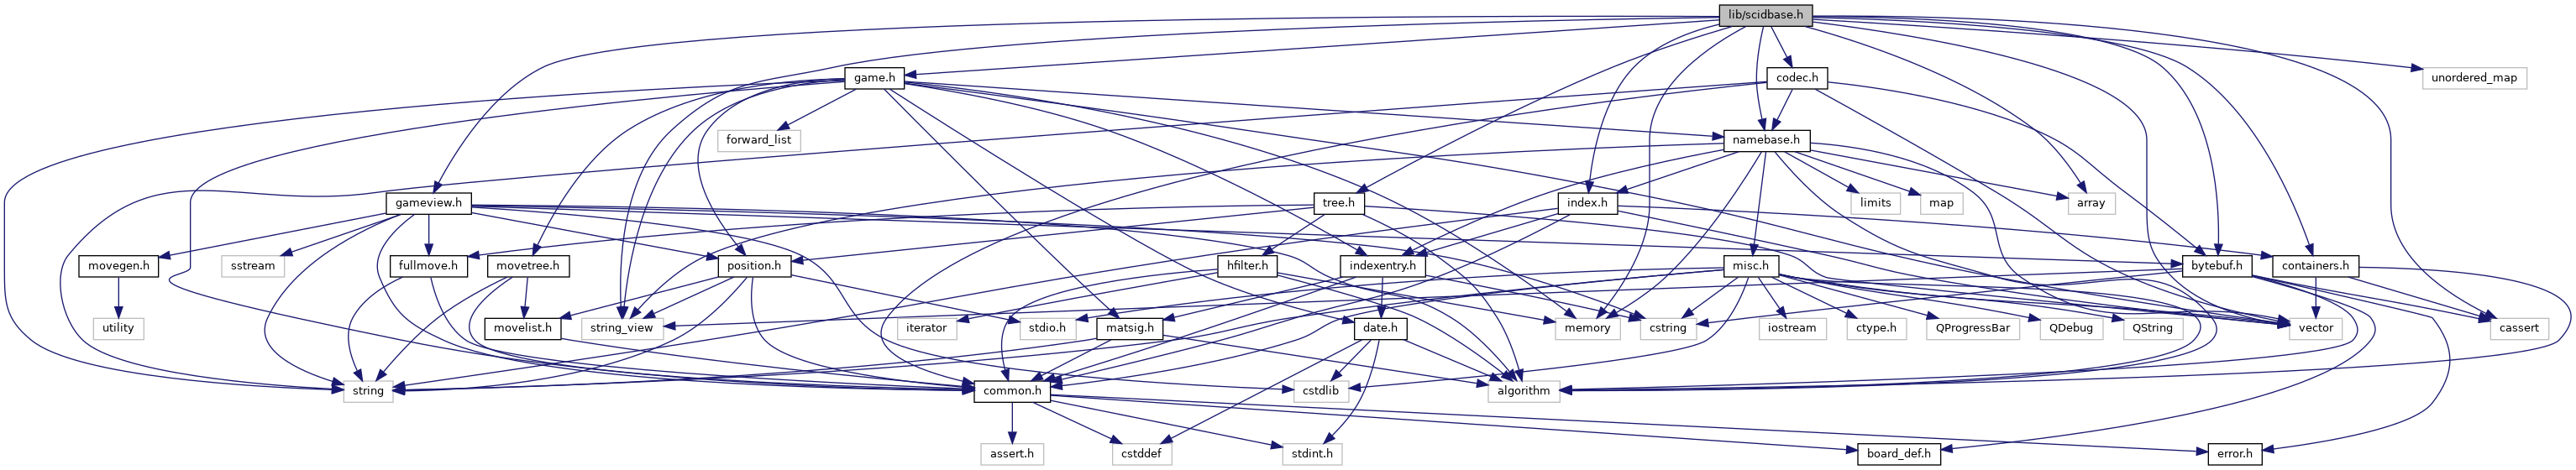 lib/scidbase.h
game.h
codec.h
unordered_map
forward_list
namebase.h
gameview.h
tree.h
index.h
limits
map
array
movegen.h
sstream
fullmove.h
movetree.h
position.h
hfilter.h
indexentry.h
misc.h
bytebuf.h
containers.h
utility
movelist.h
string_view
iterator
stdio.h
matsig.h
memory
cstring
date.h
iostream
ctype.h
QProgressBar
QDebug
QString
vector
cassert
string
common.h
cstdlib
algorithm
assert.h
cstddef
stdint.h
board_def.h
error.h